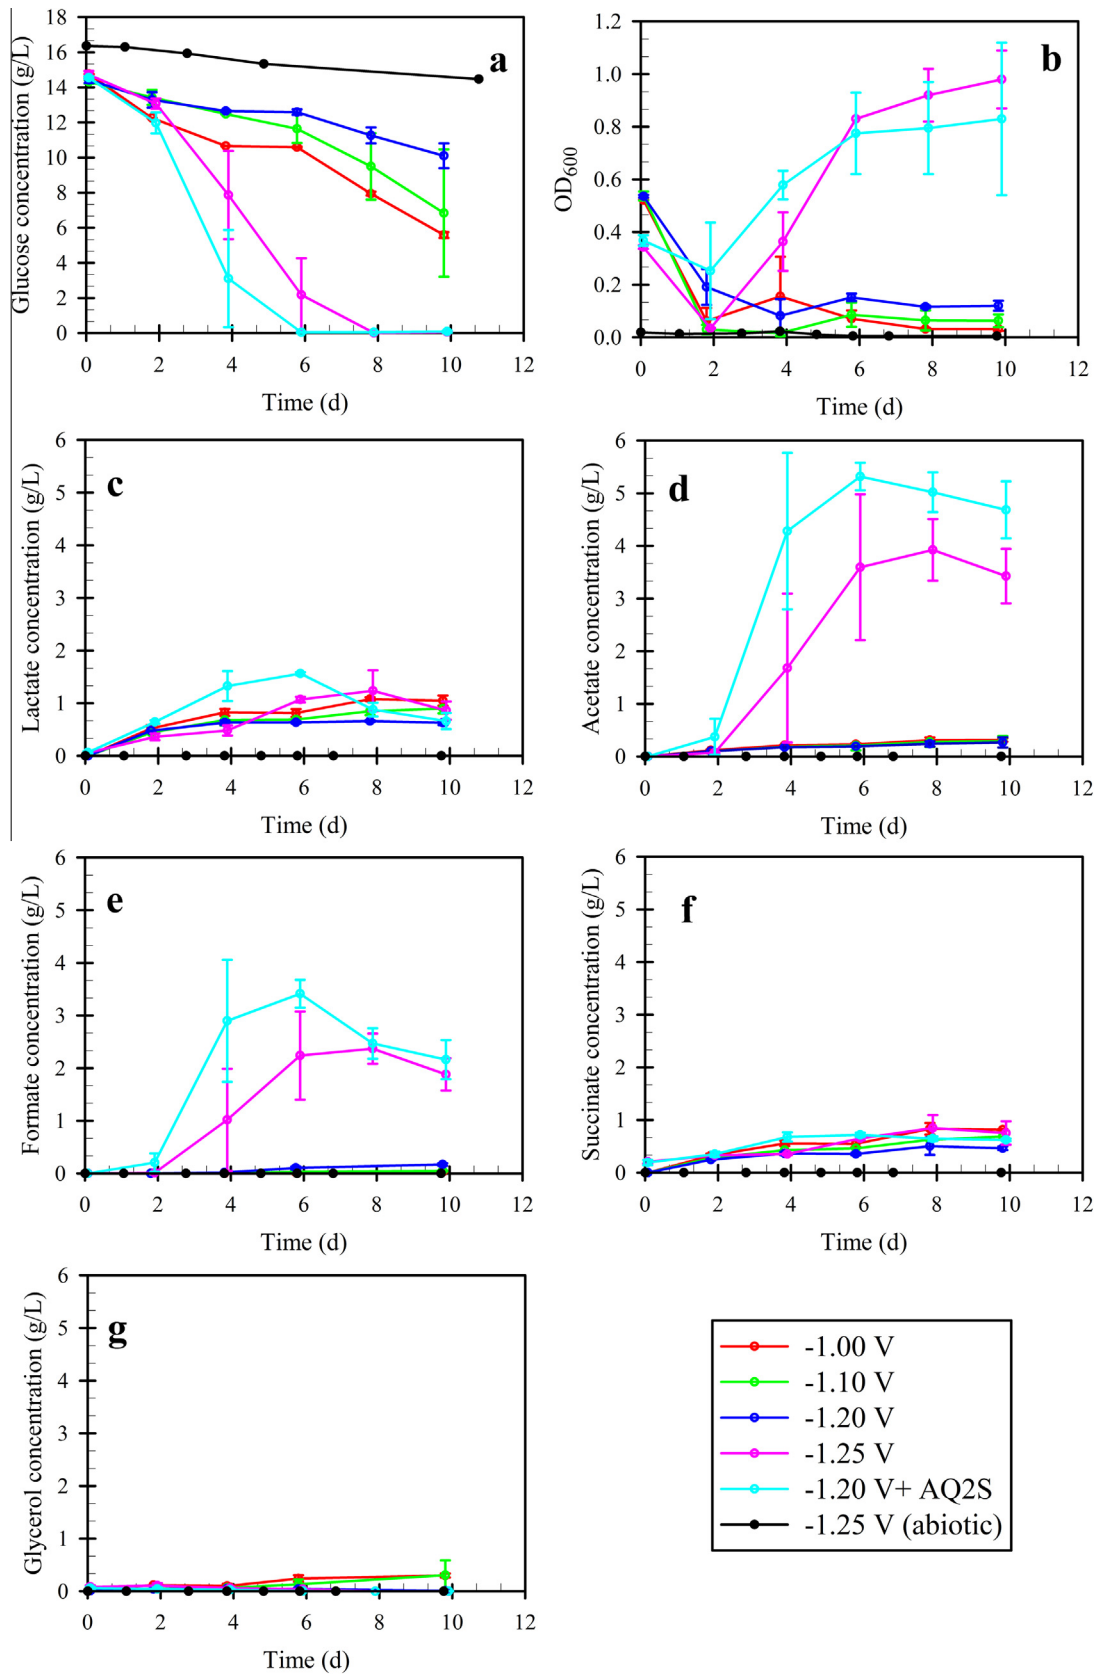 a
Glucose concentration (g/L)
18
16
14
12
10
8
6
4
2
0
0 2 4 6 8 10 12
Time (d)
b
OD600
1.2
1.0
0.8
0.6
0.4
0.2
0.0
0 2 4 6 8 10 12
Time (d)
c
Lactate concentration (g/L)
6
5
4
3
2
1
0
0 2 4 6 8 10 12
Time (d)
d
Acetate concentration (g/L)
6
5
4
3
2
1
0
0 2 4 6 8 10 12
Time (d)
e
Formate concentration (g/L)
6
5
4
3
2
1
0
0 2 4 6 8 10 12
Time (d)
f
Succinate concentration (g/L)
6
5
4
3
2
1
0
0 2 4 6 8 10 12
Time (d)
g
Glycerol concentration (g/L)
6
5
4
3
2
1
0
0 2 4 6 8 10 12
Time (d)
-1.00 V
-1.10 V
-1.20 V
-1.25 V
-1.20 V+ AQ2S
-1.25 V (abiotic)